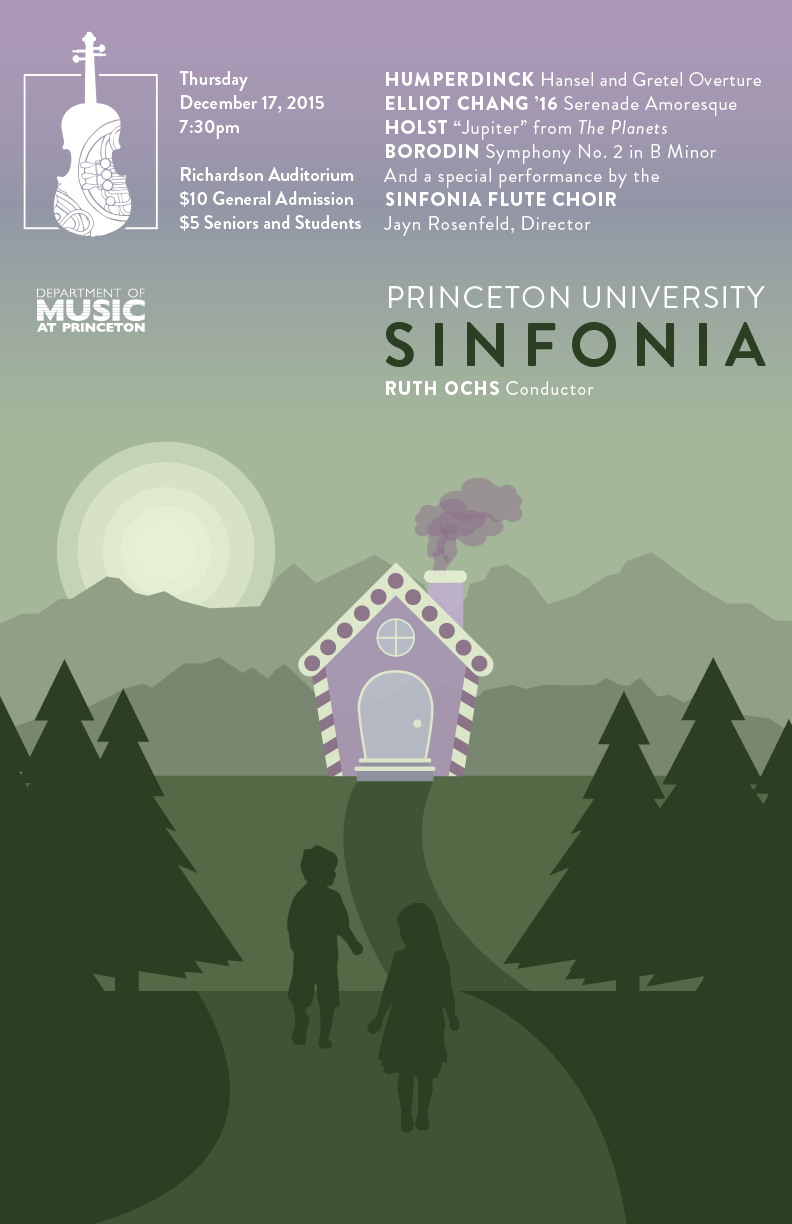 Thursday
December 17, 2015
7:30pm
Richardson Auditorium
$10 General Admission
$5 Seniors and Students
HUMPERDINCK Hansel and Gretel Overture
ELLIOT CHANG ’16 Serenade Amoresque
HOLST “Jupiter” from The Planets
BORODIN Symphony No. 2 in B Minor
And a special performance by the
SINFONIA FLUTE CHOIR
Jayn Rosenfeld, Director
DEPARTMENT OF
MUSIC
AT PRINCETON
PRINCETON UNIVERSITY
SINFONIA
RUTH OCHS Conductor